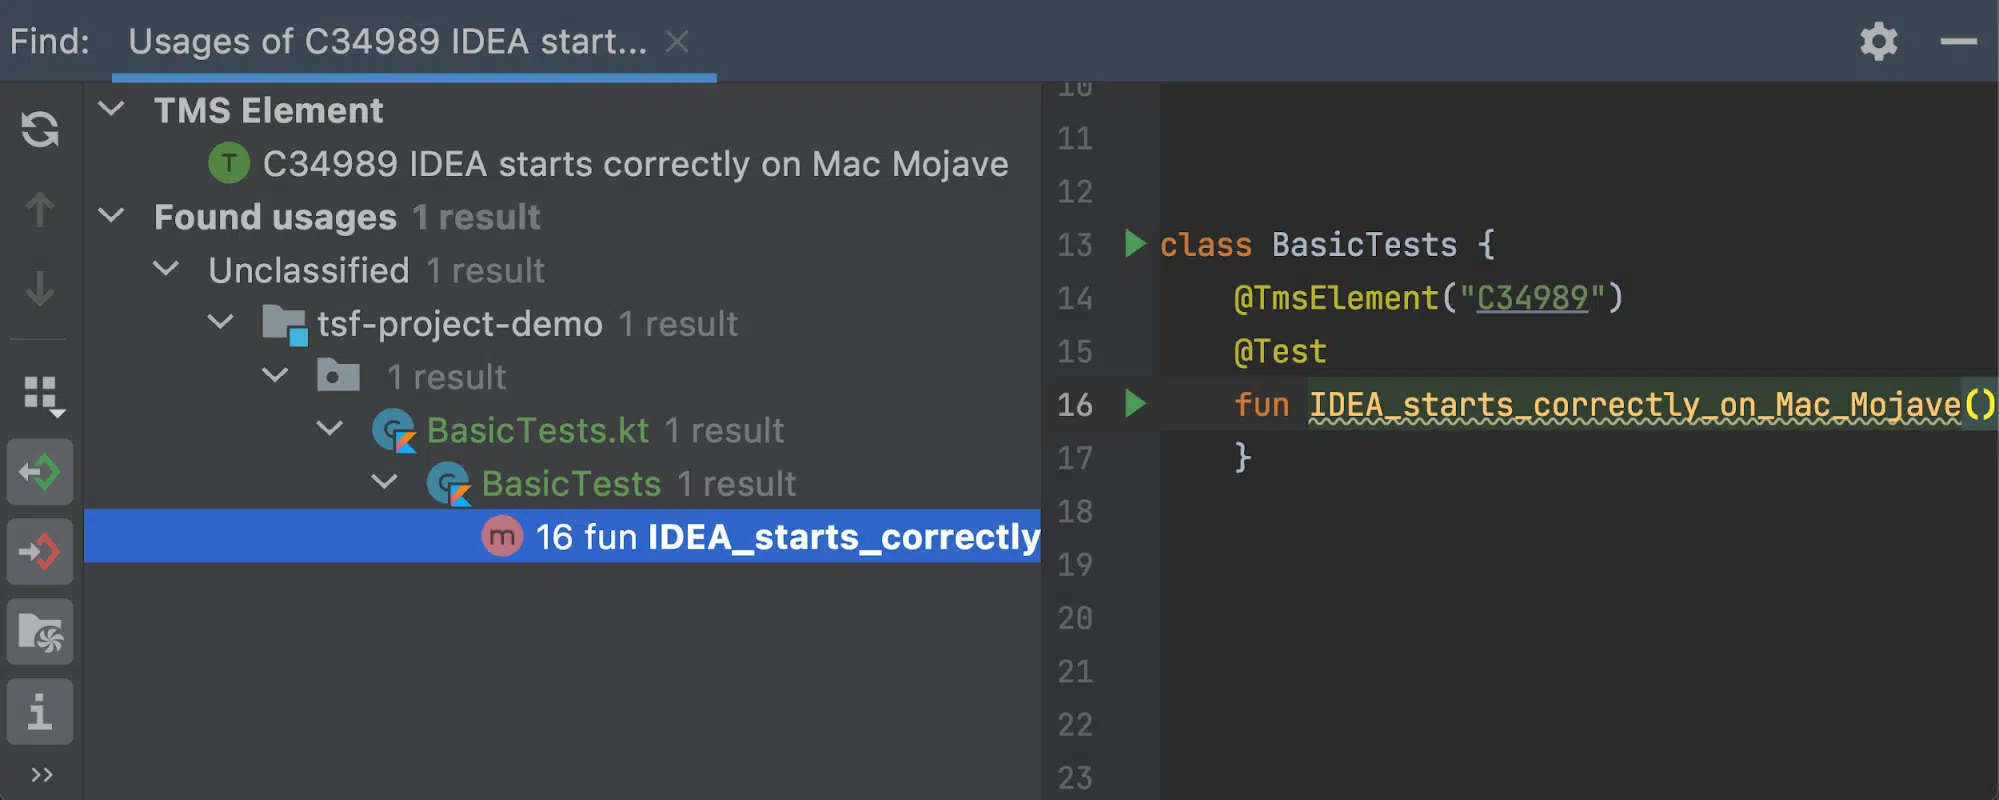 Find: Usages of C34989 IDEA start...
TMS Element
T C34989 IDEA starts correctly on Mac Mojave
Found usages 1 result
Unclassified 1 result
tsf-project-demo 1 result
1 result
BasicTests.kt 1 result
BasicTests 1 result
m 16 fun IDEA_starts_correctly
10
11
12
13 class BasicTests {
14 @TmsElement("C34989")
15 @Test
16 fun IDEA_starts_correctly_on_Mac_Mojave()
17 }
18
19
20
21
22
23